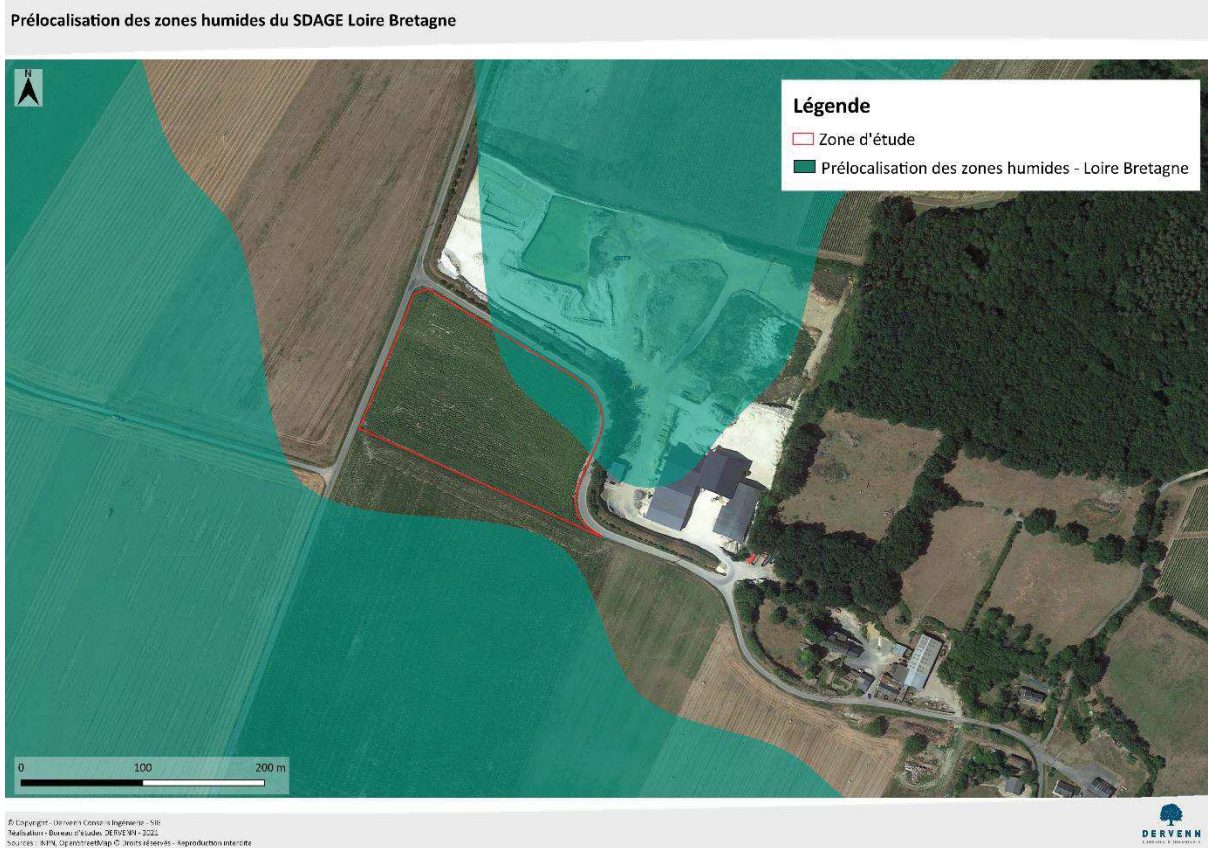 Prélocalisation des zones humides du SDAGE Loire Bretagne
N
Légende
Zone d'étude
Prélocalisation des zones humides - Loire Bretagne
0 100 200 m
© Copyright - Dervenn Conseils Ingénierie - SIG
Réalisation - Bureau d'études DERVENN - 2021
Sources : INPN, OpenStreetMap © Droits réservés - Reproduction interdite
DERVENN